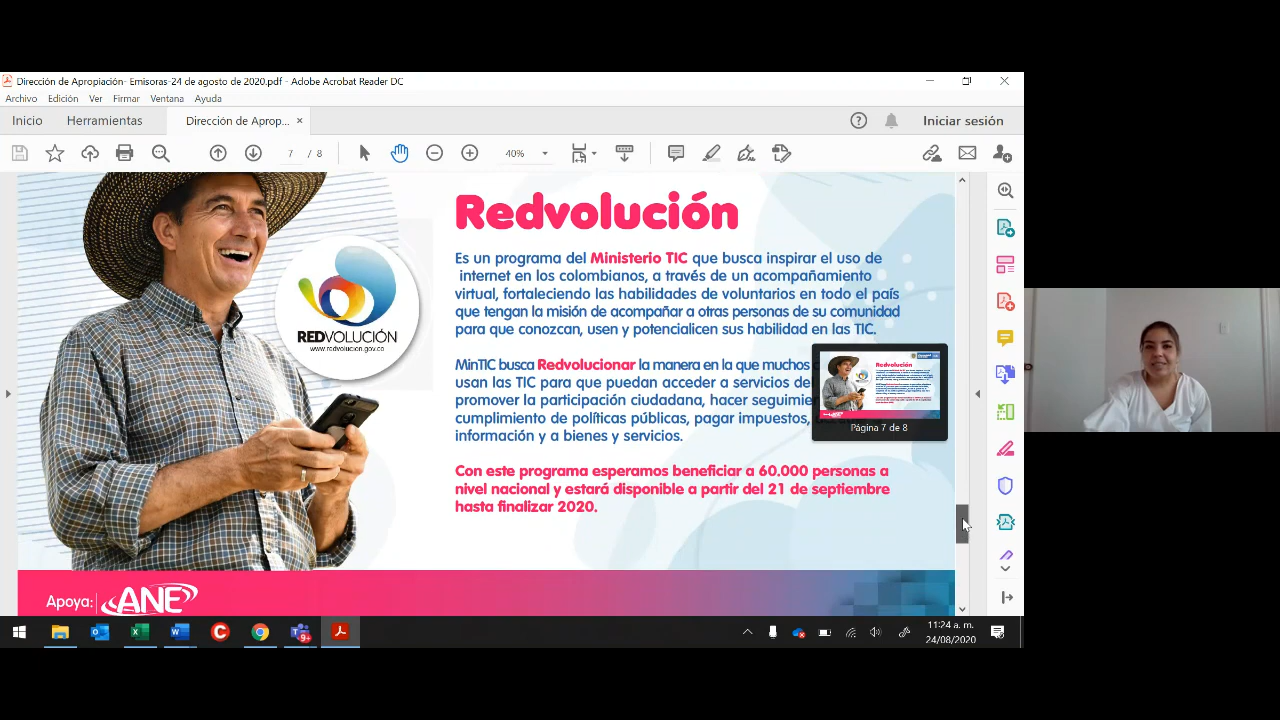 Dirección de Apropiación- Emisoras-24 de agosto de 2020.pdf - Adobe Acrobat Reader DC
Archivo Edición Ver Firmar Ventana Ayuda
Inicio Herramientas Dirección de Aprop... × Iniciar sesión
7 / 8 40%
Redvolución
Es un programa del Ministerio TIC que busca inspirar el uso de
internet en los colombianos, a través de un acompañamiento
virtual, fortaleciendo las habilidades de voluntarios en todo el país
que tengan la misión de acompañar a otras personas de su comunidad
para que conozcan, usen y potencialicen sus habilidad en las TIC.
REDVOLUCIÓN
www.redvolucion.gov.co
MinTIC busca Redvolucionar la manera en la que muchos
usan las TIC para que puedan acceder a servicios de
promover la participación ciudadana, hacer seguimie
cumplimiento de políticas públicas, pagar impuestos,
información y a bienes y servicios.
Redvolución
Página 7 de 8
Con este programa esperamos beneficiar a 60.000 personas a
nivel nacional y estará disponible a partir del 21 de septiembre
hasta finalizar 2020.
Apoya: ANE
11:24 a. m.
24/08/2020
9+